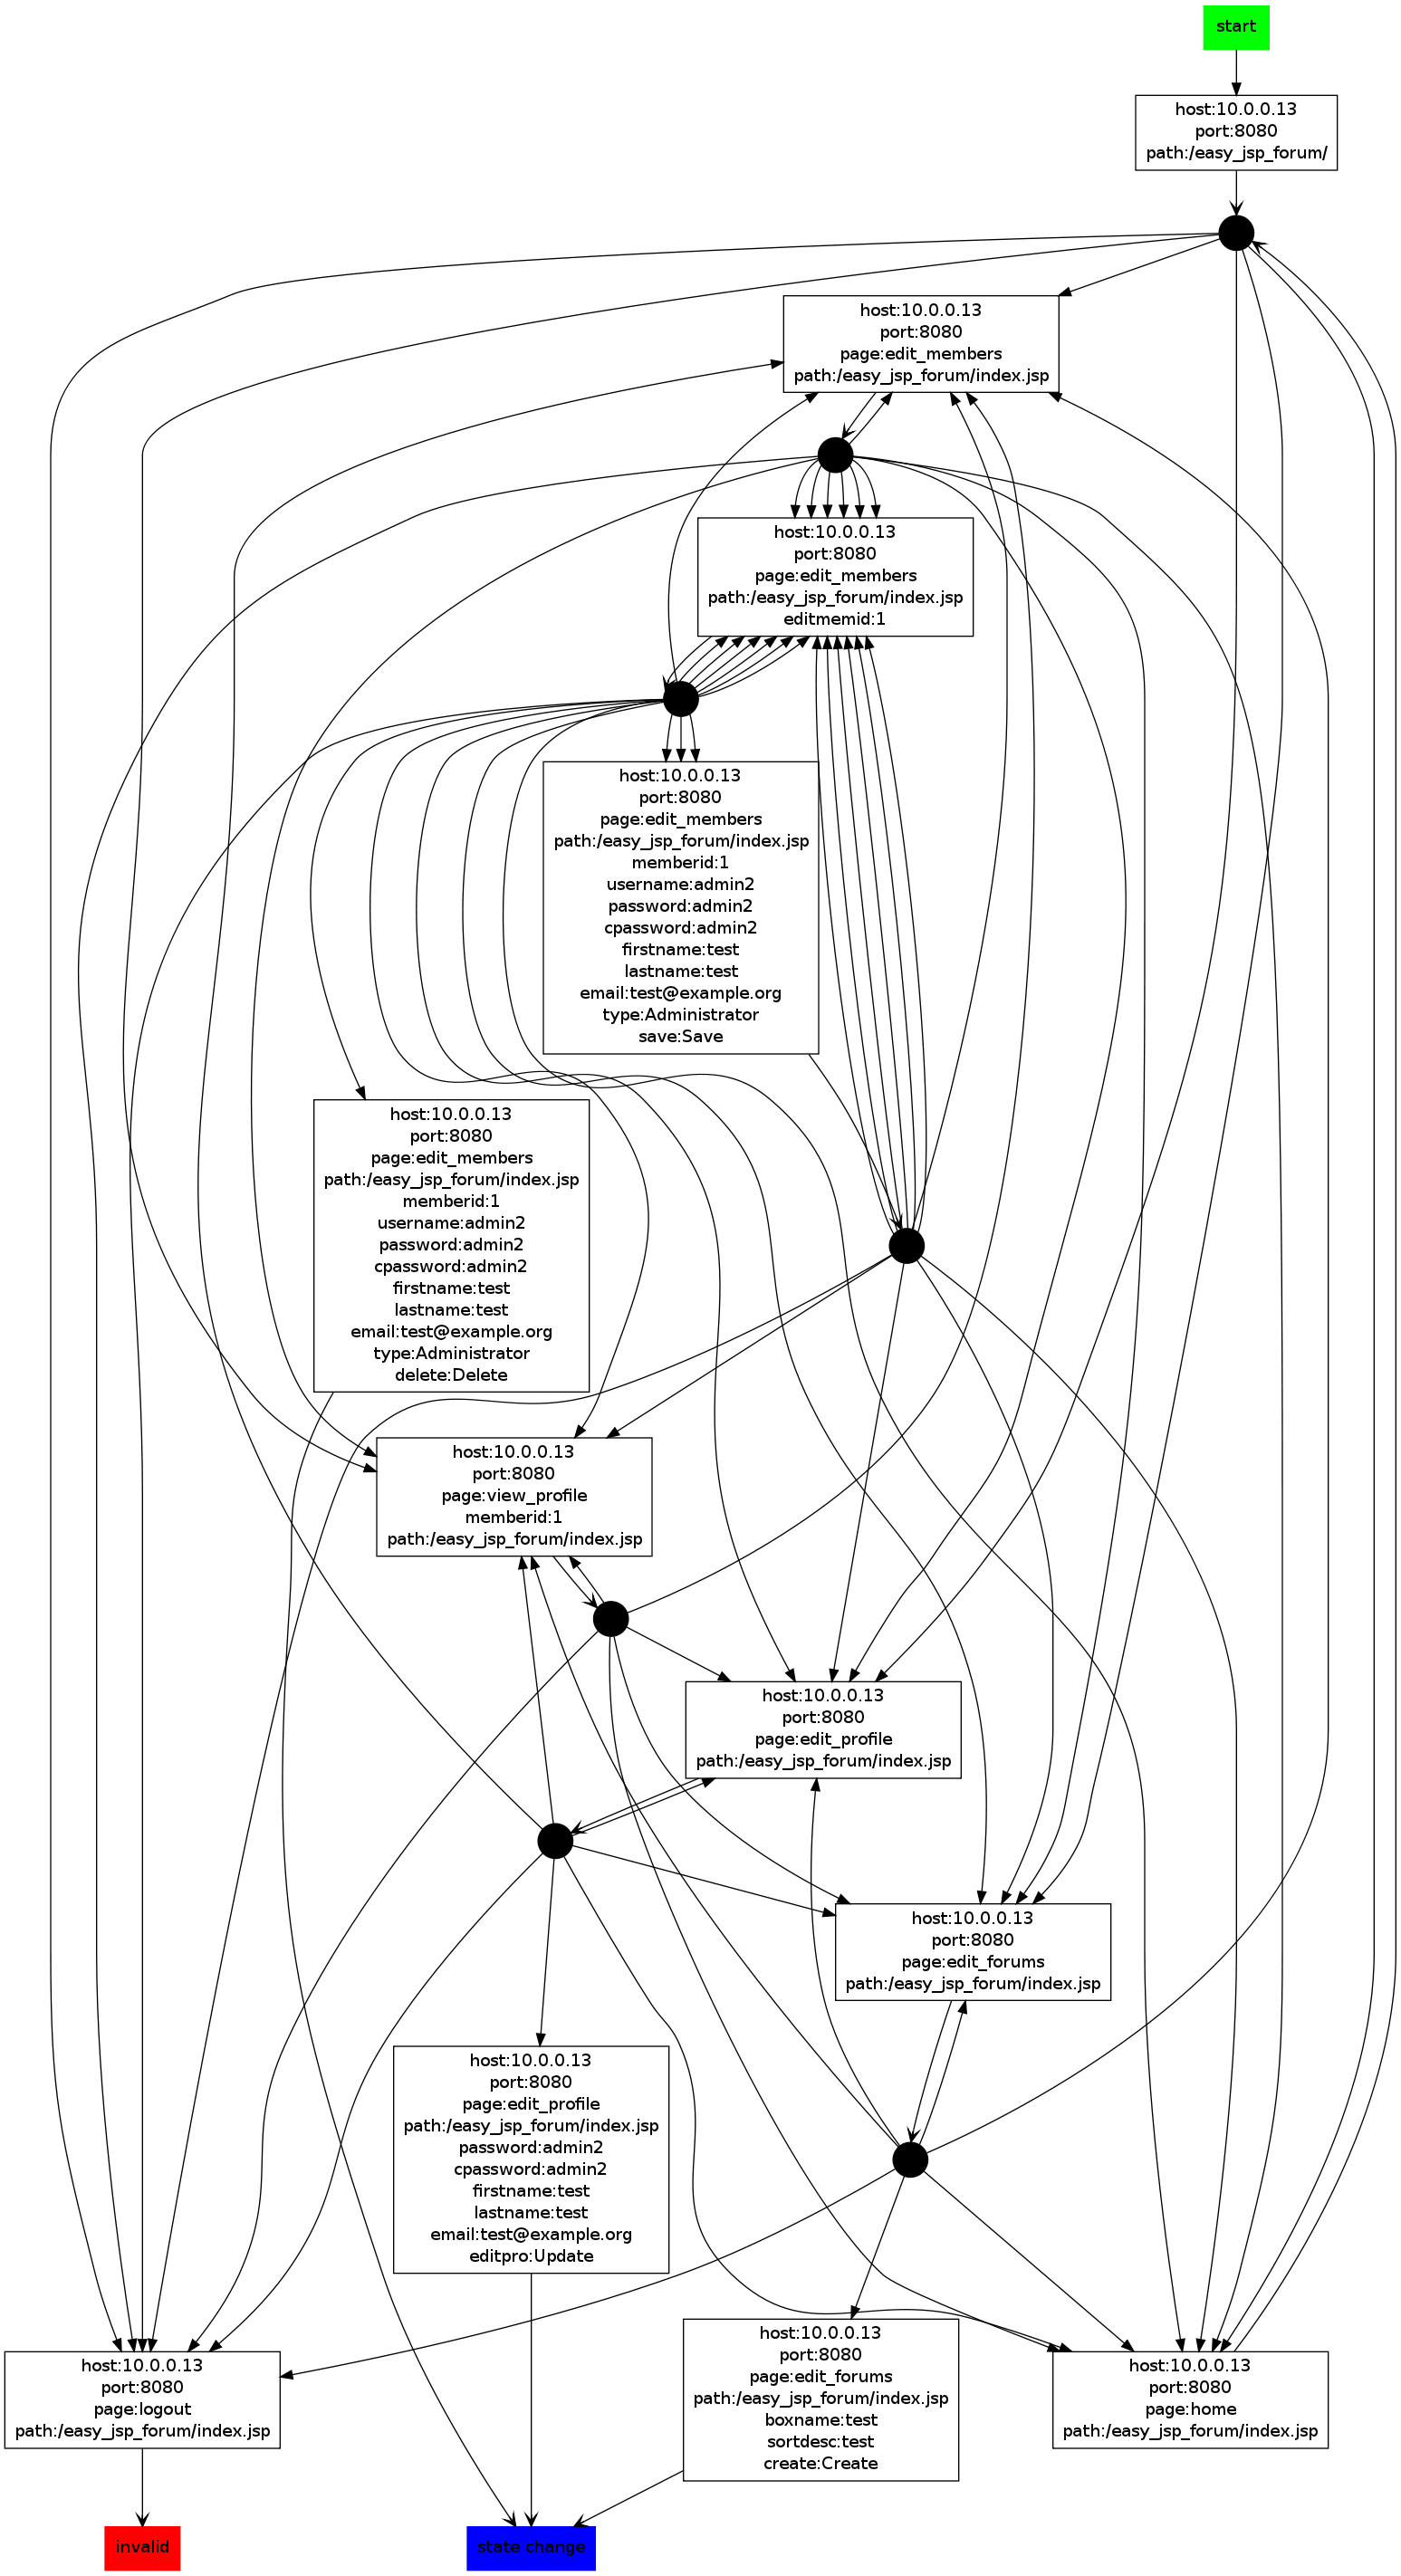 start
host:10.0.0.13
port:8080
path:/easy_jsp_forum/
host:10.0.0.13
port:8080
page:edit_members
path:/easy_jsp_forum/index.jsp
host:10.0.0.13
port:8080
page:edit_members
path:/easy_jsp_forum/index.jsp
editmemid:1
host:10.0.0.13
port:8080
page:edit_members
path:/easy_jsp_forum/index.jsp
memberid:1
username:admin2
password:admin2
cpassword:admin2
firstname:test
lastname:test
email:test@example.org
type:Administrator
save:Save
host:10.0.0.13
port:8080
page:edit_members
path:/easy_jsp_forum/index.jsp
memberid:1
username:admin2
password:admin2
cpassword:admin2
firstname:test
lastname:test
email:test@example.org
type:Administrator
delete:Delete
host:10.0.0.13
port:8080
page:view_profile
memberid:1
path:/easy_jsp_forum/index.jsp
host:10.0.0.13
port:8080
page:edit_profile
path:/easy_jsp_forum/index.jsp
host:10.0.0.13
port:8080
page:edit_forums
path:/easy_jsp_forum/index.jsp
host:10.0.0.13
port:8080
page:edit_profile
path:/easy_jsp_forum/index.jsp
password:admin2
cpassword:admin2
firstname:test
lastname:test
email:test@example.org
editpro:Update
host:10.0.0.13
port:8080
page:edit_forums
path:/easy_jsp_forum/index.jsp
boxname:test
sortdesc:test
create:Create
host:10.0.0.13
port:8080
page:logout
path:/easy_jsp_forum/index.jsp
host:10.0.0.13
port:8080
page:home
path:/easy_jsp_forum/index.jsp
invalid
state change